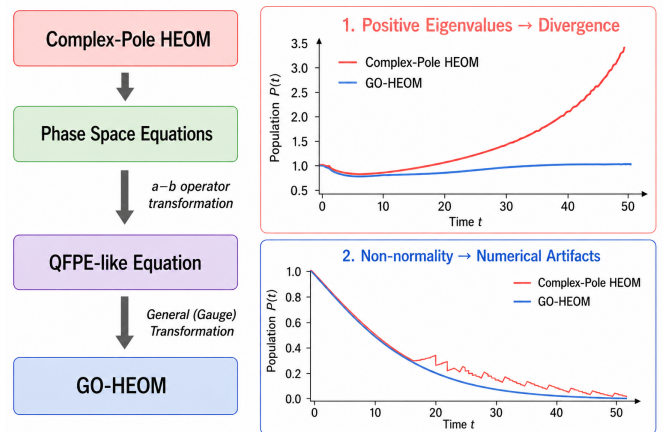 Complex-Pole HEOM
Phase Space Equations
a–b operator
transformation
QFPE-like Equation
General (Gauge)
Transformation
GO-HEOM
1. Positive Eigenvalues → Divergence
Population P(t)
3.5
3.0
2.5
2.0
1.5
1.0
0.5
Complex-Pole HEOM
GO-HEOM
0 10 20 30 40 50
Time t
2. Non-normality → Numerical Artifacts
Population P(t)
1.0
0.8
0.6
0.4
0.2
0.0
Complex-Pole HEOM
GO-HEOM
0 10 20 30 40 50
Time t